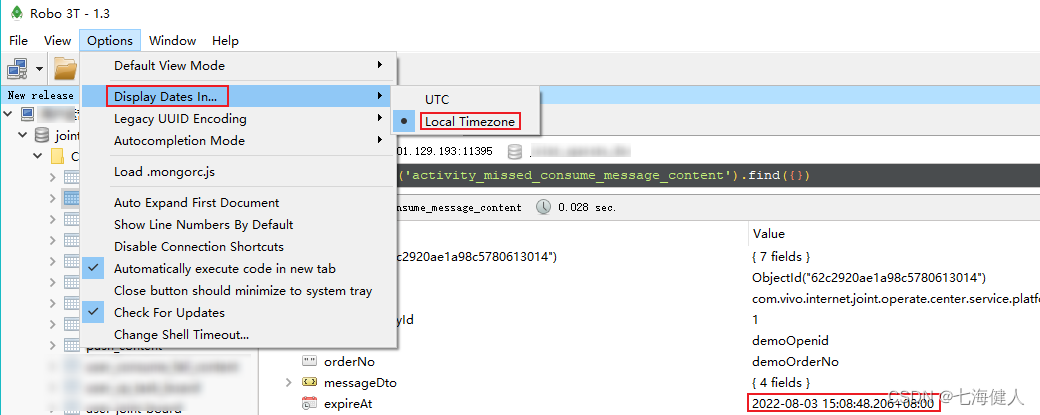 Robo 3T - 1.3
File View Options Window Help
Default View Mode
New release
Display Dates In...
UTC
Legacy UUID Encoding
Local Timezone
Autocompletion Mode
joint
01.129.193:11395
Load .mongorc.js
('activity_missed_consume_message_content').find({})
Auto Expand First Document
onsume_message_content 0.028 sec.
Show Line Numbers By Default
Value
Disable Connection Shortcuts
c2920ae1a98c5780613014") { 7 fields }
Automatically execute code in new tab
ObjectId("62c2920ae1a98c5780613014")
Close button should minimize to system tray
com.vivo.internet.joint.operate.center.service.platfo
Check For Updates
yId 1
Change Shell Timeout...
demoOpenid
push_content
orderNo demoOrderNo
messageDto { 4 fields }
expireAt 2022-08-03 15:08:48.206+08:00
user_joint_board
CSDN @七海健人